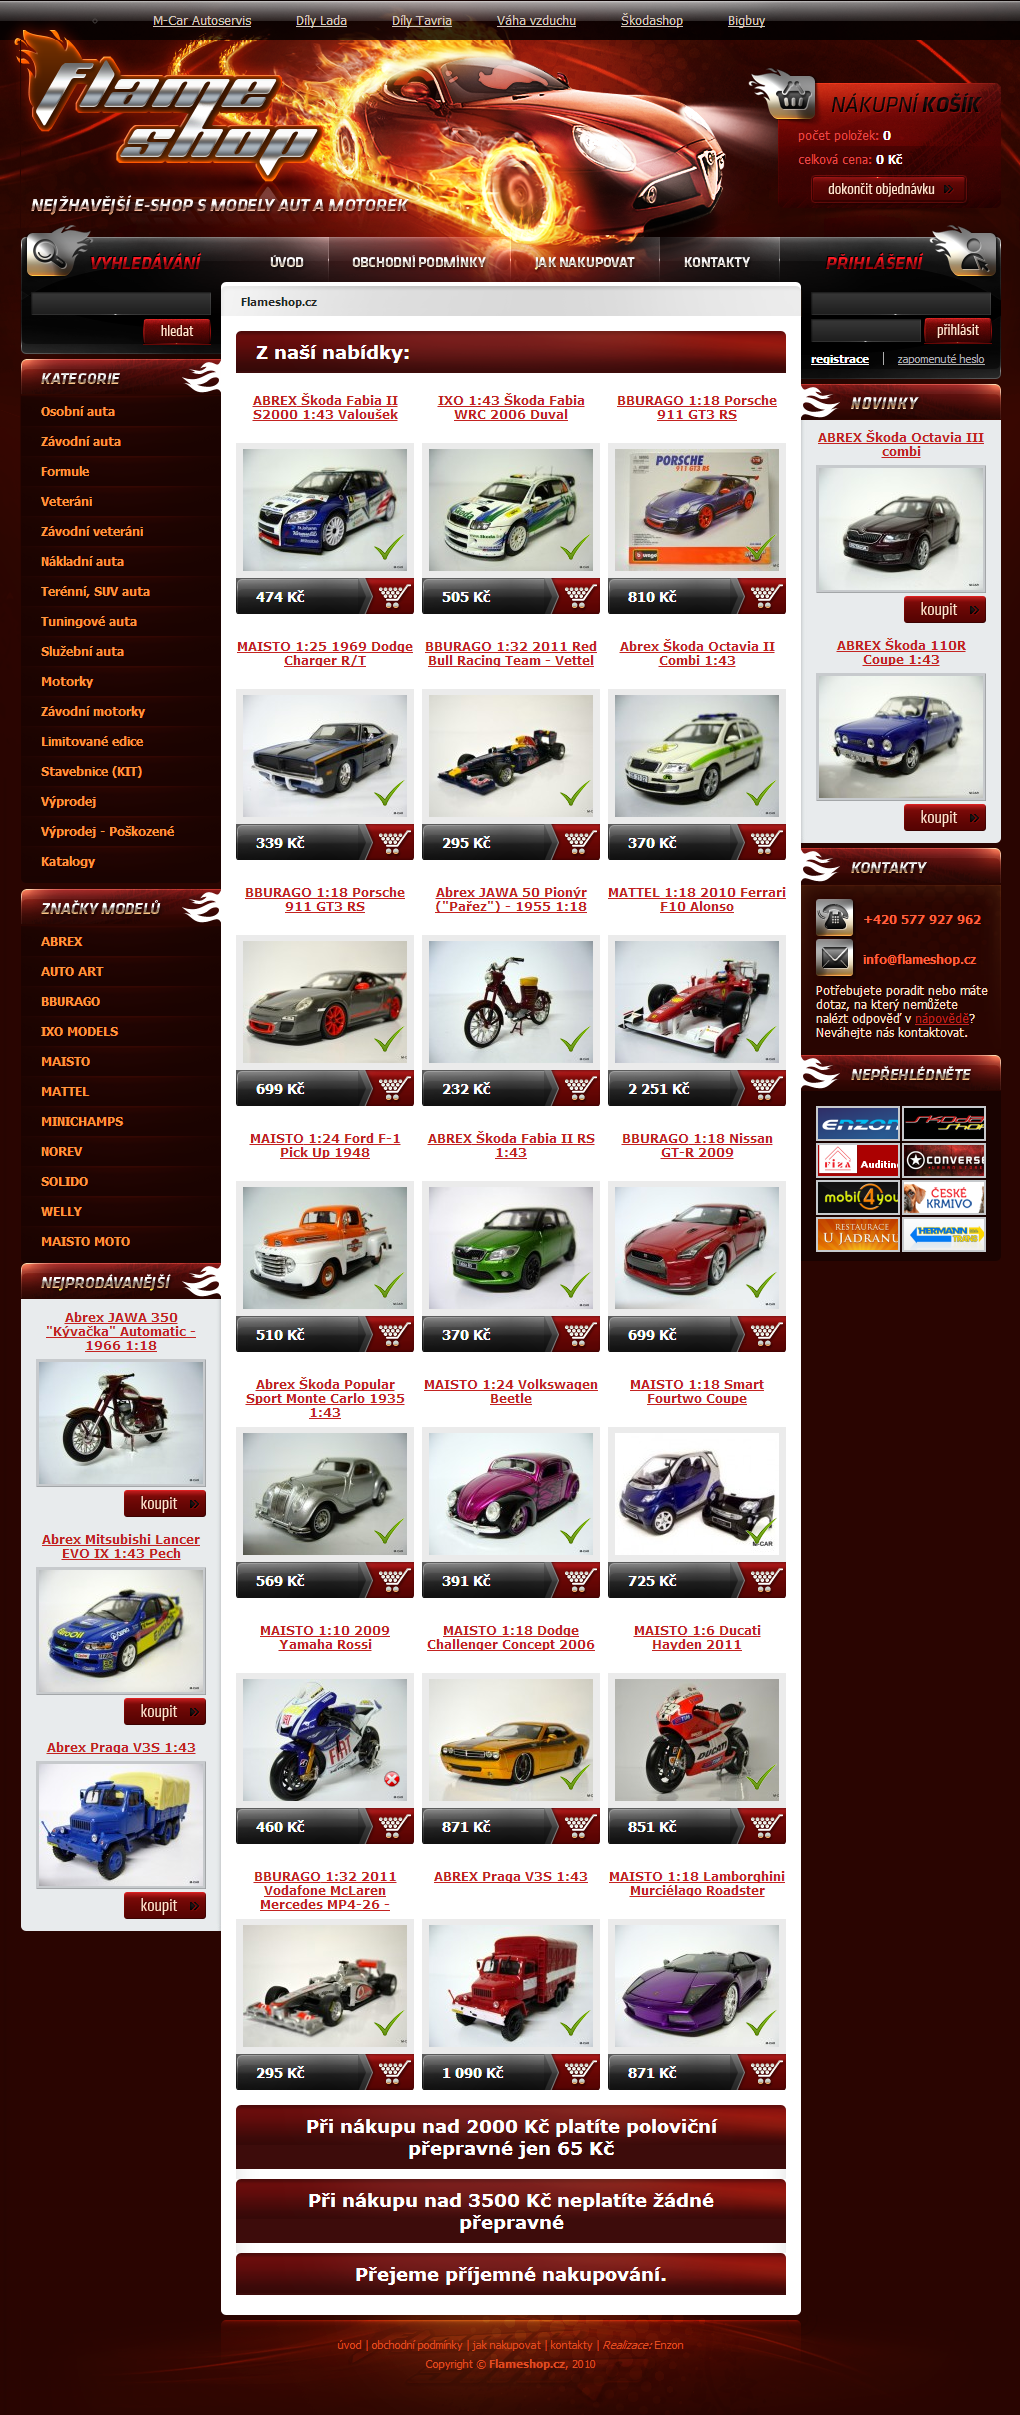 M-Car Autoservis Díly Lada Díly Tavria Váha vzduchu Škodashop Bigbuy
Flame
shop
NEJŽHAVĚJŠÍ E-SHOP S MODELY AUT A MOTOREK
NÁKUPNÍ KOŠÍK
počet položek: 0
celková cena: 0 Kč
dokončit objednávku
VYHLEDÁVÁNÍ
hledat
ÚVOD OBCHODNÍ PODMÍNKY JAK NAKUPOVAT KONTAKTY
PŘIHLÁŠENÍ
přihlásit
registrace | zapomenuté heslo
KATEGORIE
Osobní auta
Závodní auta
Formule
Veteráni
Závodní veteráni
Nákladní auta
Terénní, SUV auta
Tuningové auta
Služební auta
Motorky
Závodní motorky
Limitované edice
Stavebnice (KIT)
Výprodej
Výprodej - Poškozené
Katalogy
ZNAČKY MODELŮ
ABREX
AUTO ART
BBURAGO
IXO MODELS
MAISTO
MATTEL
MINICHAMPS
NOREV
SOLIDO
WELLY
MAISTO MOTO
NEJPRODÁVANĚJŠÍ
Abrex JAWA 350
"Kývačka" Automatic -
1966 1:18
koupit
Abrex Mitsubishi Lancer
EVO IX 1:43 Pech
koupit
Abrex Praga V3S 1:43
koupit
Flameshop.cz
Z naší nabídky:
ABREX Škoda Fabia II
S2000 1:43 Valoušek
474 Kč
IXO 1:43 Škoda Fabia
WRC 2006 Duval
505 Kč
BBURAGO 1:18 Porsche
911 GT3 RS
PORSCHE
911 GT3 RS
810 Kč
MAISTO 1:25 1969 Dodge
Charger R/T
339 Kč
BBURAGO 1:32 2011 Red
Bull Racing Team - Vettel
295 Kč
Abrex Škoda Octavia II
Combi 1:43
370 Kč
BBURAGO 1:18 Porsche
911 GT3 RS
699 Kč
Abrex JAWA 50 Pionýr
("Pařez") - 1955 1:18
232 Kč
MATTEL 1:18 2010 Ferrari
F10 Alonso
2 251 Kč
MAISTO 1:24 Ford F-1
Pick Up 1948
510 Kč
ABREX Škoda Fabia II RS
1:43
370 Kč
BBURAGO 1:18 Nissan
GT-R 2009
699 Kč
Abrex Škoda Popular
Sport Monte Carlo 1935
1:43
569 Kč
MAISTO 1:24 Volkswagen
Beetle
391 Kč
MAISTO 1:18 Smart
Fourtwo Coupe
M-CAR
725 Kč
MAISTO 1:10 2009
Yamaha Rossi
FIAT
460 Kč
MAISTO 1:18 Dodge
Challenger Concept 2006
871 Kč
MAISTO 1:6 Ducati
Hayden 2011
DUCATI
851 Kč
BBURAGO 1:32 2011
Vodafone McLaren
Mercedes MP4-26 -
295 Kč
ABREX Praga V3S 1:43
1 090 Kč
MAISTO 1:18 Lamborghini
Murciélago Roadster
871 Kč
Při nákupu nad 2000 Kč platíte poloviční
přepravné jen 65 Kč
Při nákupu nad 3500 Kč neplatíte žádné
přepravné
Přejeme příjemné nakupování.
NOVINKY
ABREX Škoda Octavia III
combi
koupit
ABREX Škoda 110R
Coupe 1:43
koupit
KONTAKTY
+420 577 927 962
info@flameshop.cz
Potřebujete poradit nebo máte
dotaz, na který nemůžete
nalézt odpověď v nápovědě?
Neváhejte nás kontaktovat.
NEPŘEHLÉDNĚTE
ENZON
ŠKODA SHOP
FIZA Auditing
CONVERSE
mobil4you
ČESKÉ KRMIVO
RESTAURACE U JADRANU
HERMANN TRANS
úvod | obchodní podmínky | jak nakupovat | kontakty | Realizace: Enzon
Copyright © Flameshop.cz, 2010